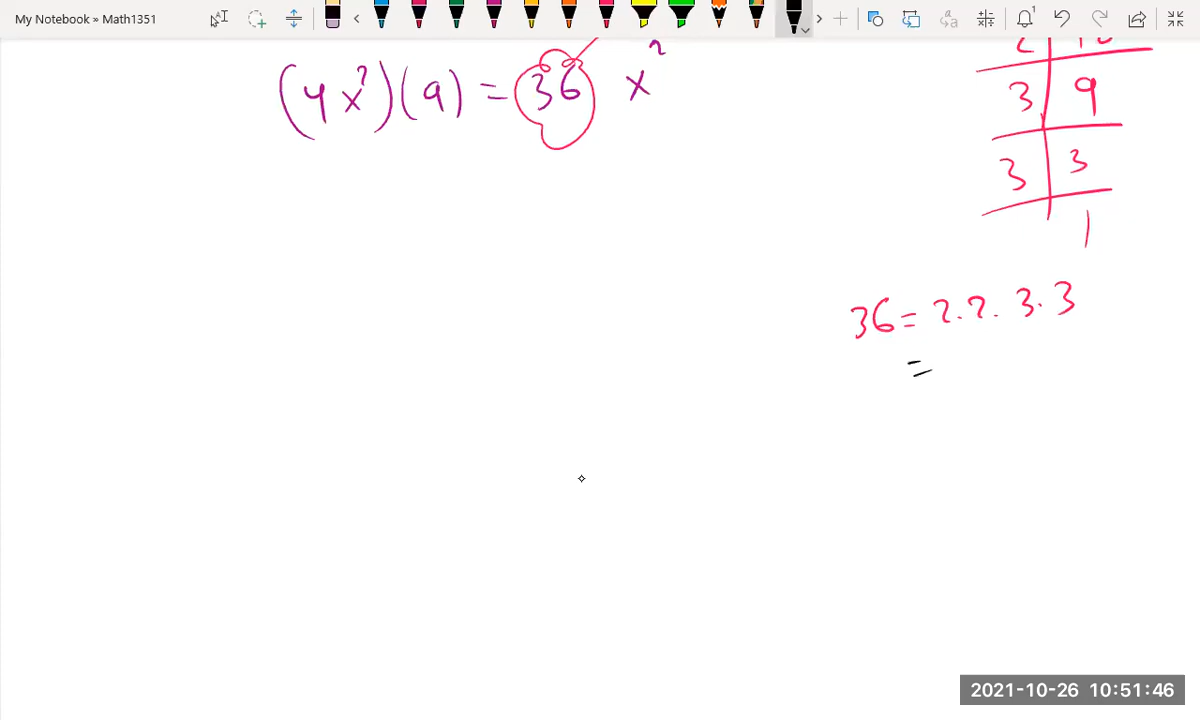 My Notebook » Math1351
(4x²)(9) = 36 x²
3 | 9
3 | 3
1
36 = 2.2. 3.3
=
2021-10-26 10:51:46